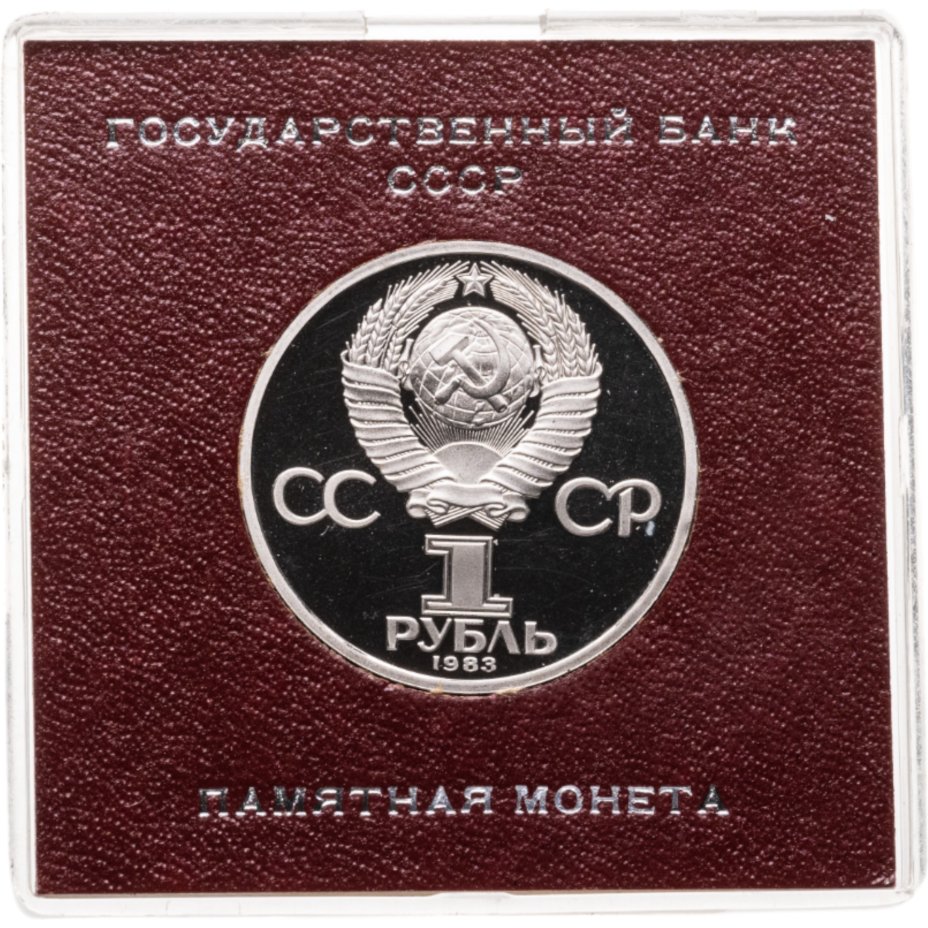 ГОСУДАРСТВЕННЫЙ БАНК
СССР
СС СР
1
РУБЛЬ
1983
ПАМЯТНАЯ МОНЕТА